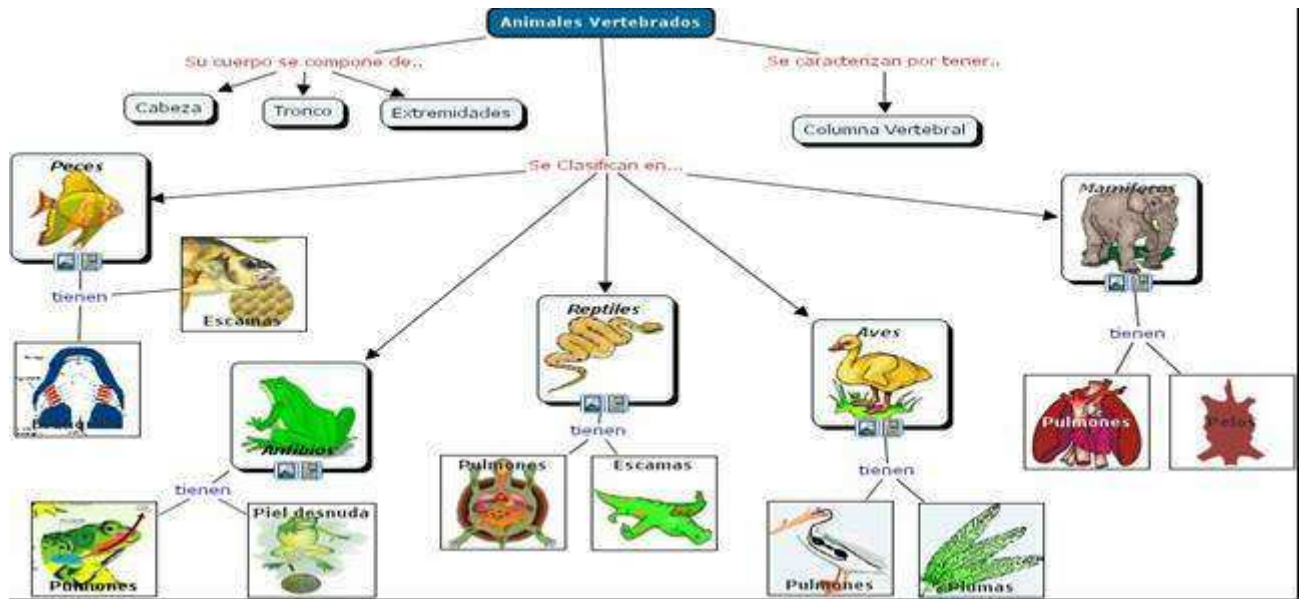 Animales Vertebrados
Su cuerpo se compone de..
Se caracterizan por tener..
Cabeza
Tronco
Extremidades
Columna Vertebral
Se Clasifican en...
Peces
Mamiferos
tienen
Escamas
Reptiles
Aves
tienen
Pulmones
Pelos
Anfibios
tienen
Pulmones
Escamas
tienen
Piel desnuda
tienen
Pulmones
Pulmones
Plumas